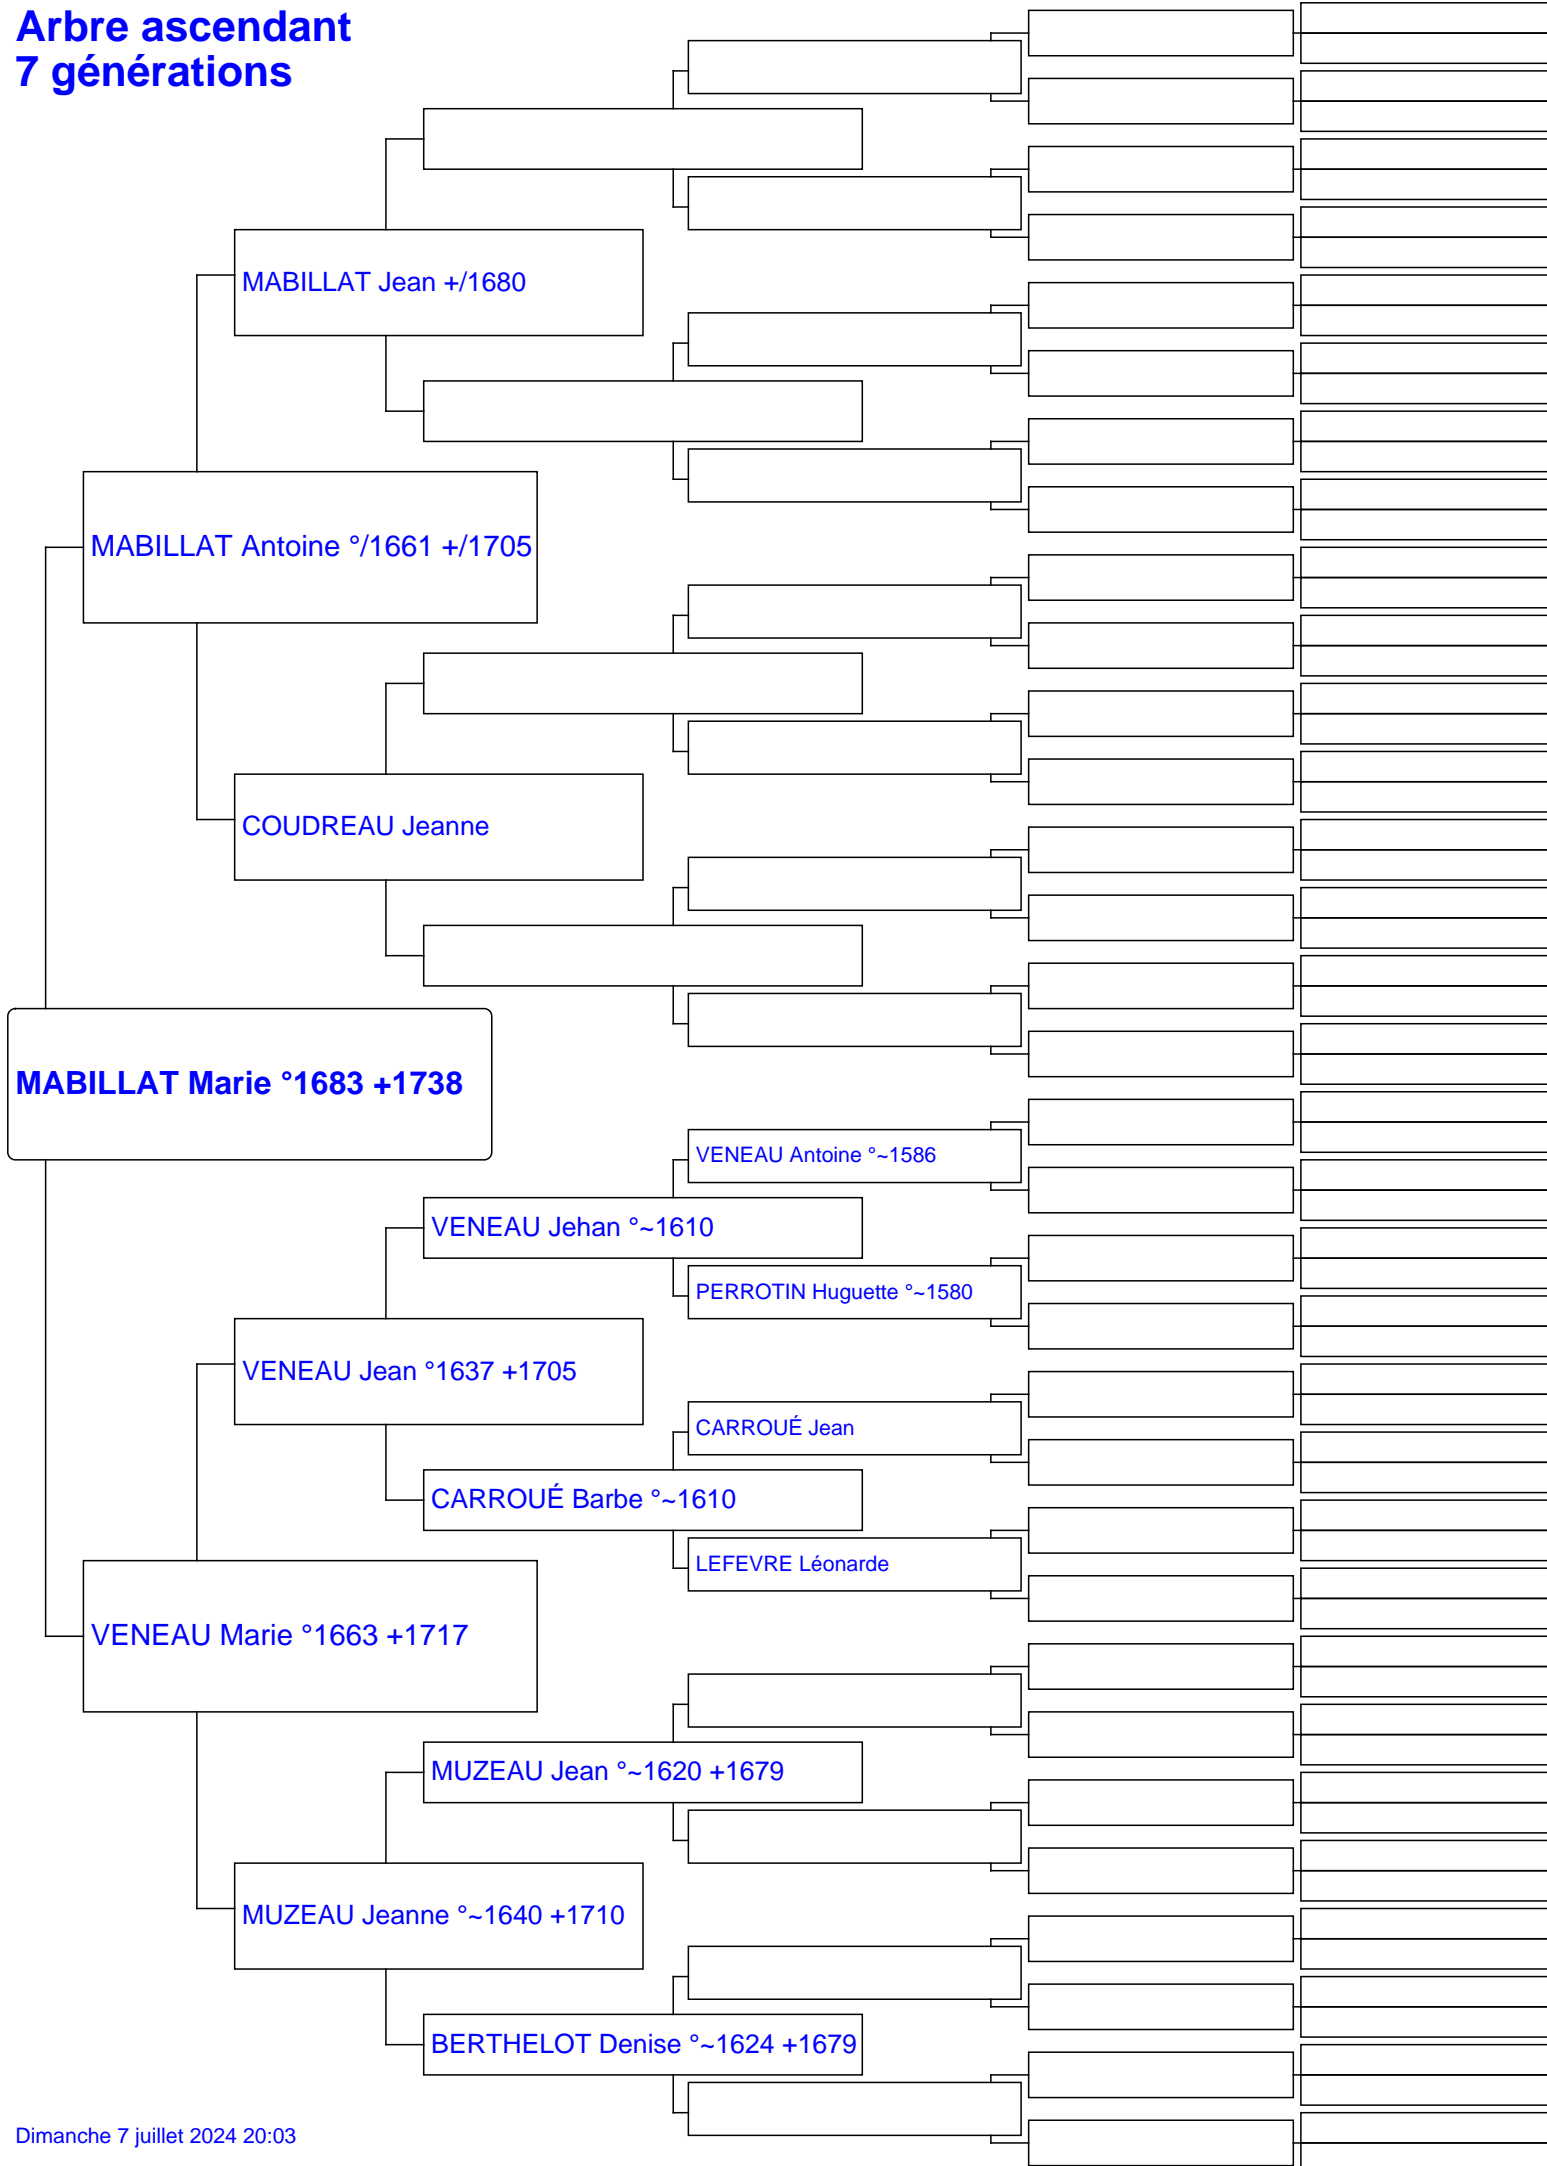 Arbre ascendant
7 générations
MABILLAT Jean +/1680
MABILLAT Antoine °/1661 +/1705
COUDREAU Jeanne
MABILLAT Marie °1683 +1738
VENEAU Antoine °~1586
VENEAU Jehan °~1610
PERROTIN Huguette °~1580
VENEAU Jean °1637 +1705
CARROUÉ Jean
CARROUÉ Barbe °~1610
LEFEVRE Léonarde
VENEAU Marie °1663 +1717
MUZEAU Jean °~1620 +1679
MUZEAU Jeanne °~1640 +1710
BERTHELOT Denise °~1624 +1679
Dimanche 7 juillet 2024 20:03